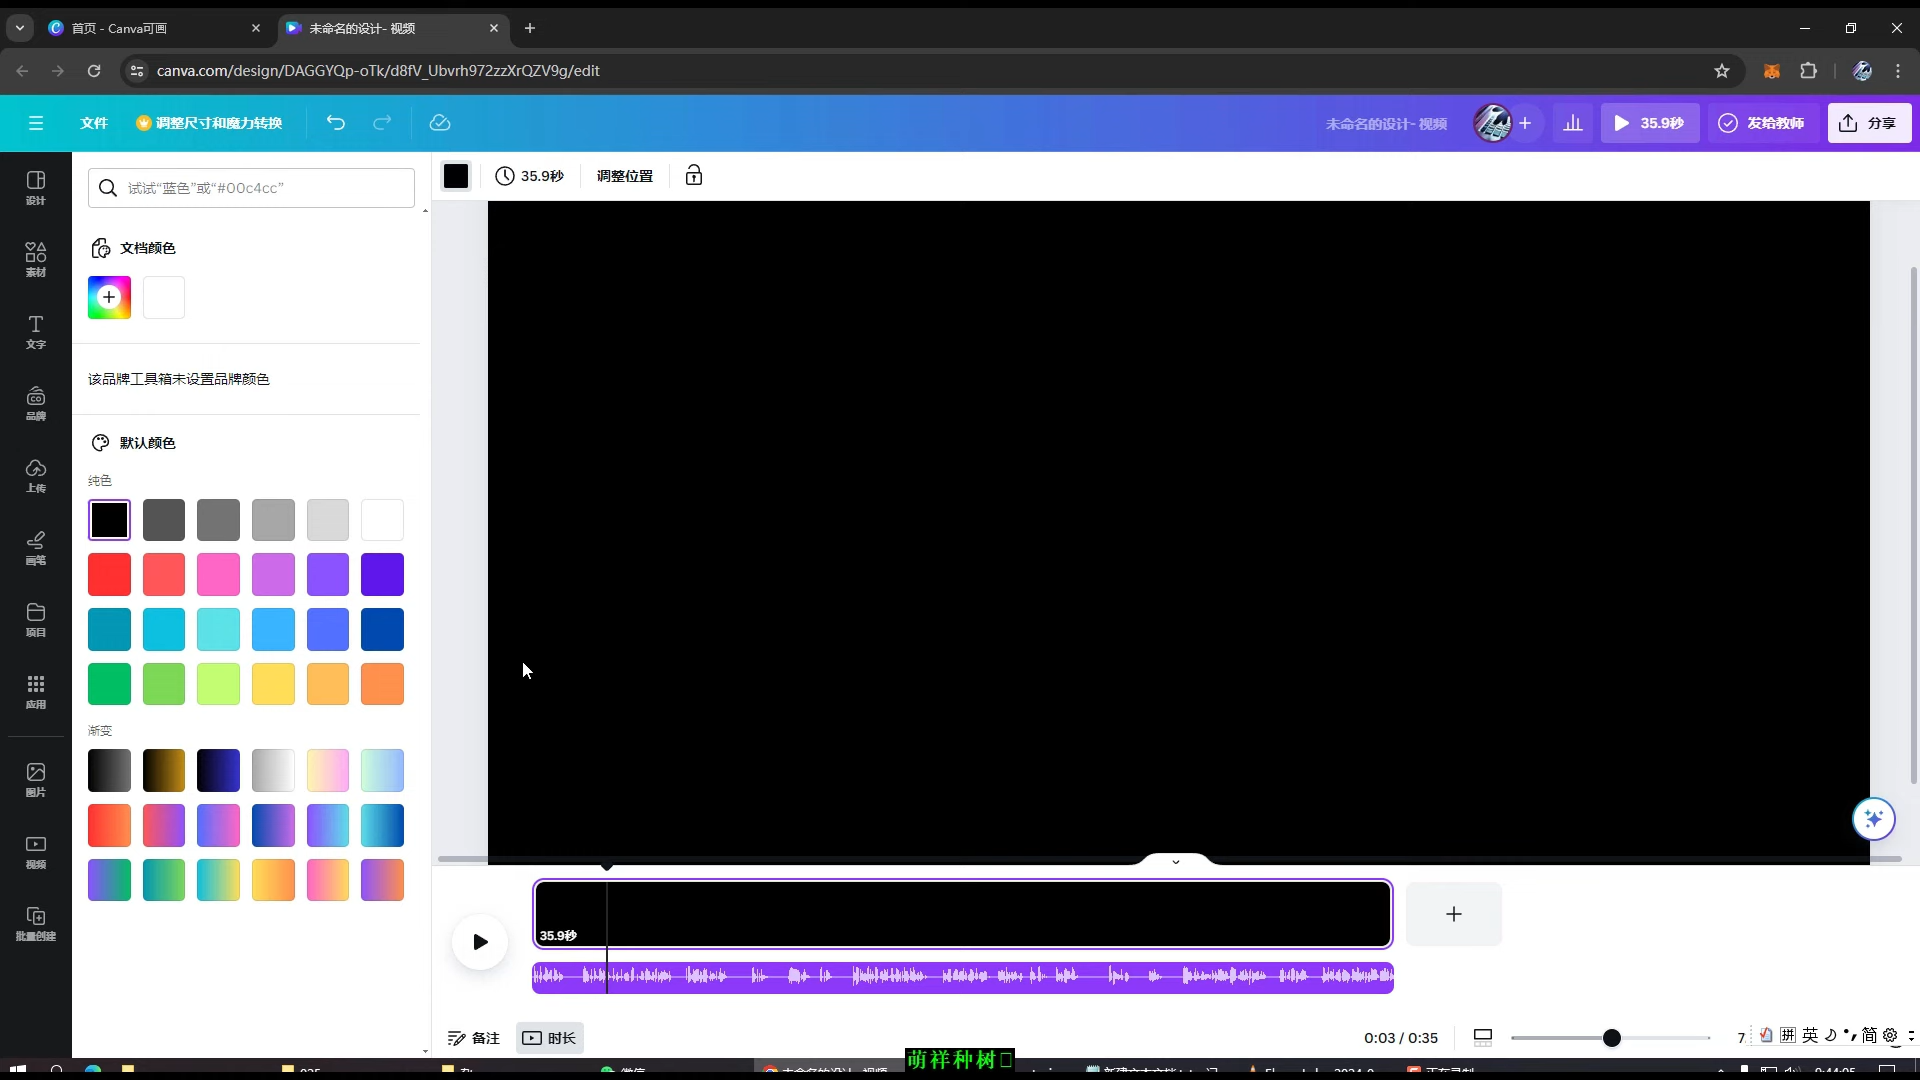 首页 - Canva可画
未命名的设计- 视频
canva.com/design/DAGGYQp-oTk/d8fV_Ubvrh972zzXrQZV9g/edit
文件
调整尺寸和魔力转换
未命名的设计- 视频
35.9秒
发给教师
分享
设计
素材
文字
品牌
上传
画笔
项目
应用
图片
视频
批量创建
试试“蓝色”或“#00c4cc”
文档颜色
该品牌工具箱未设置品牌颜色
默认颜色
纯色
渐变
35.9秒
调整位置
35.9秒
备注
时长
0:03 / 0:35
拼 英 简
萌祥种树